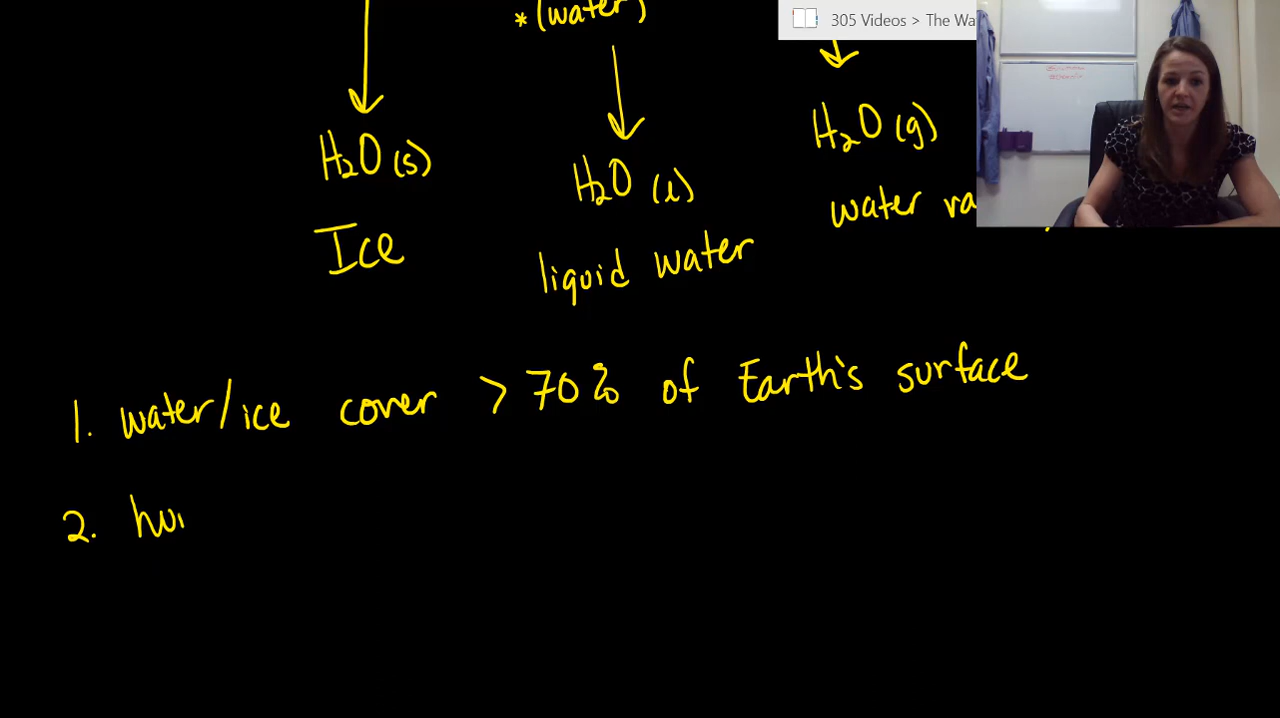 *(water)
305 Videos > The Wa
H₂O (s)
H₂O (l)
H₂O (g)
Ice
liquid water
water va
1. water/ice cover > 70% of Earth's surface
2. hui